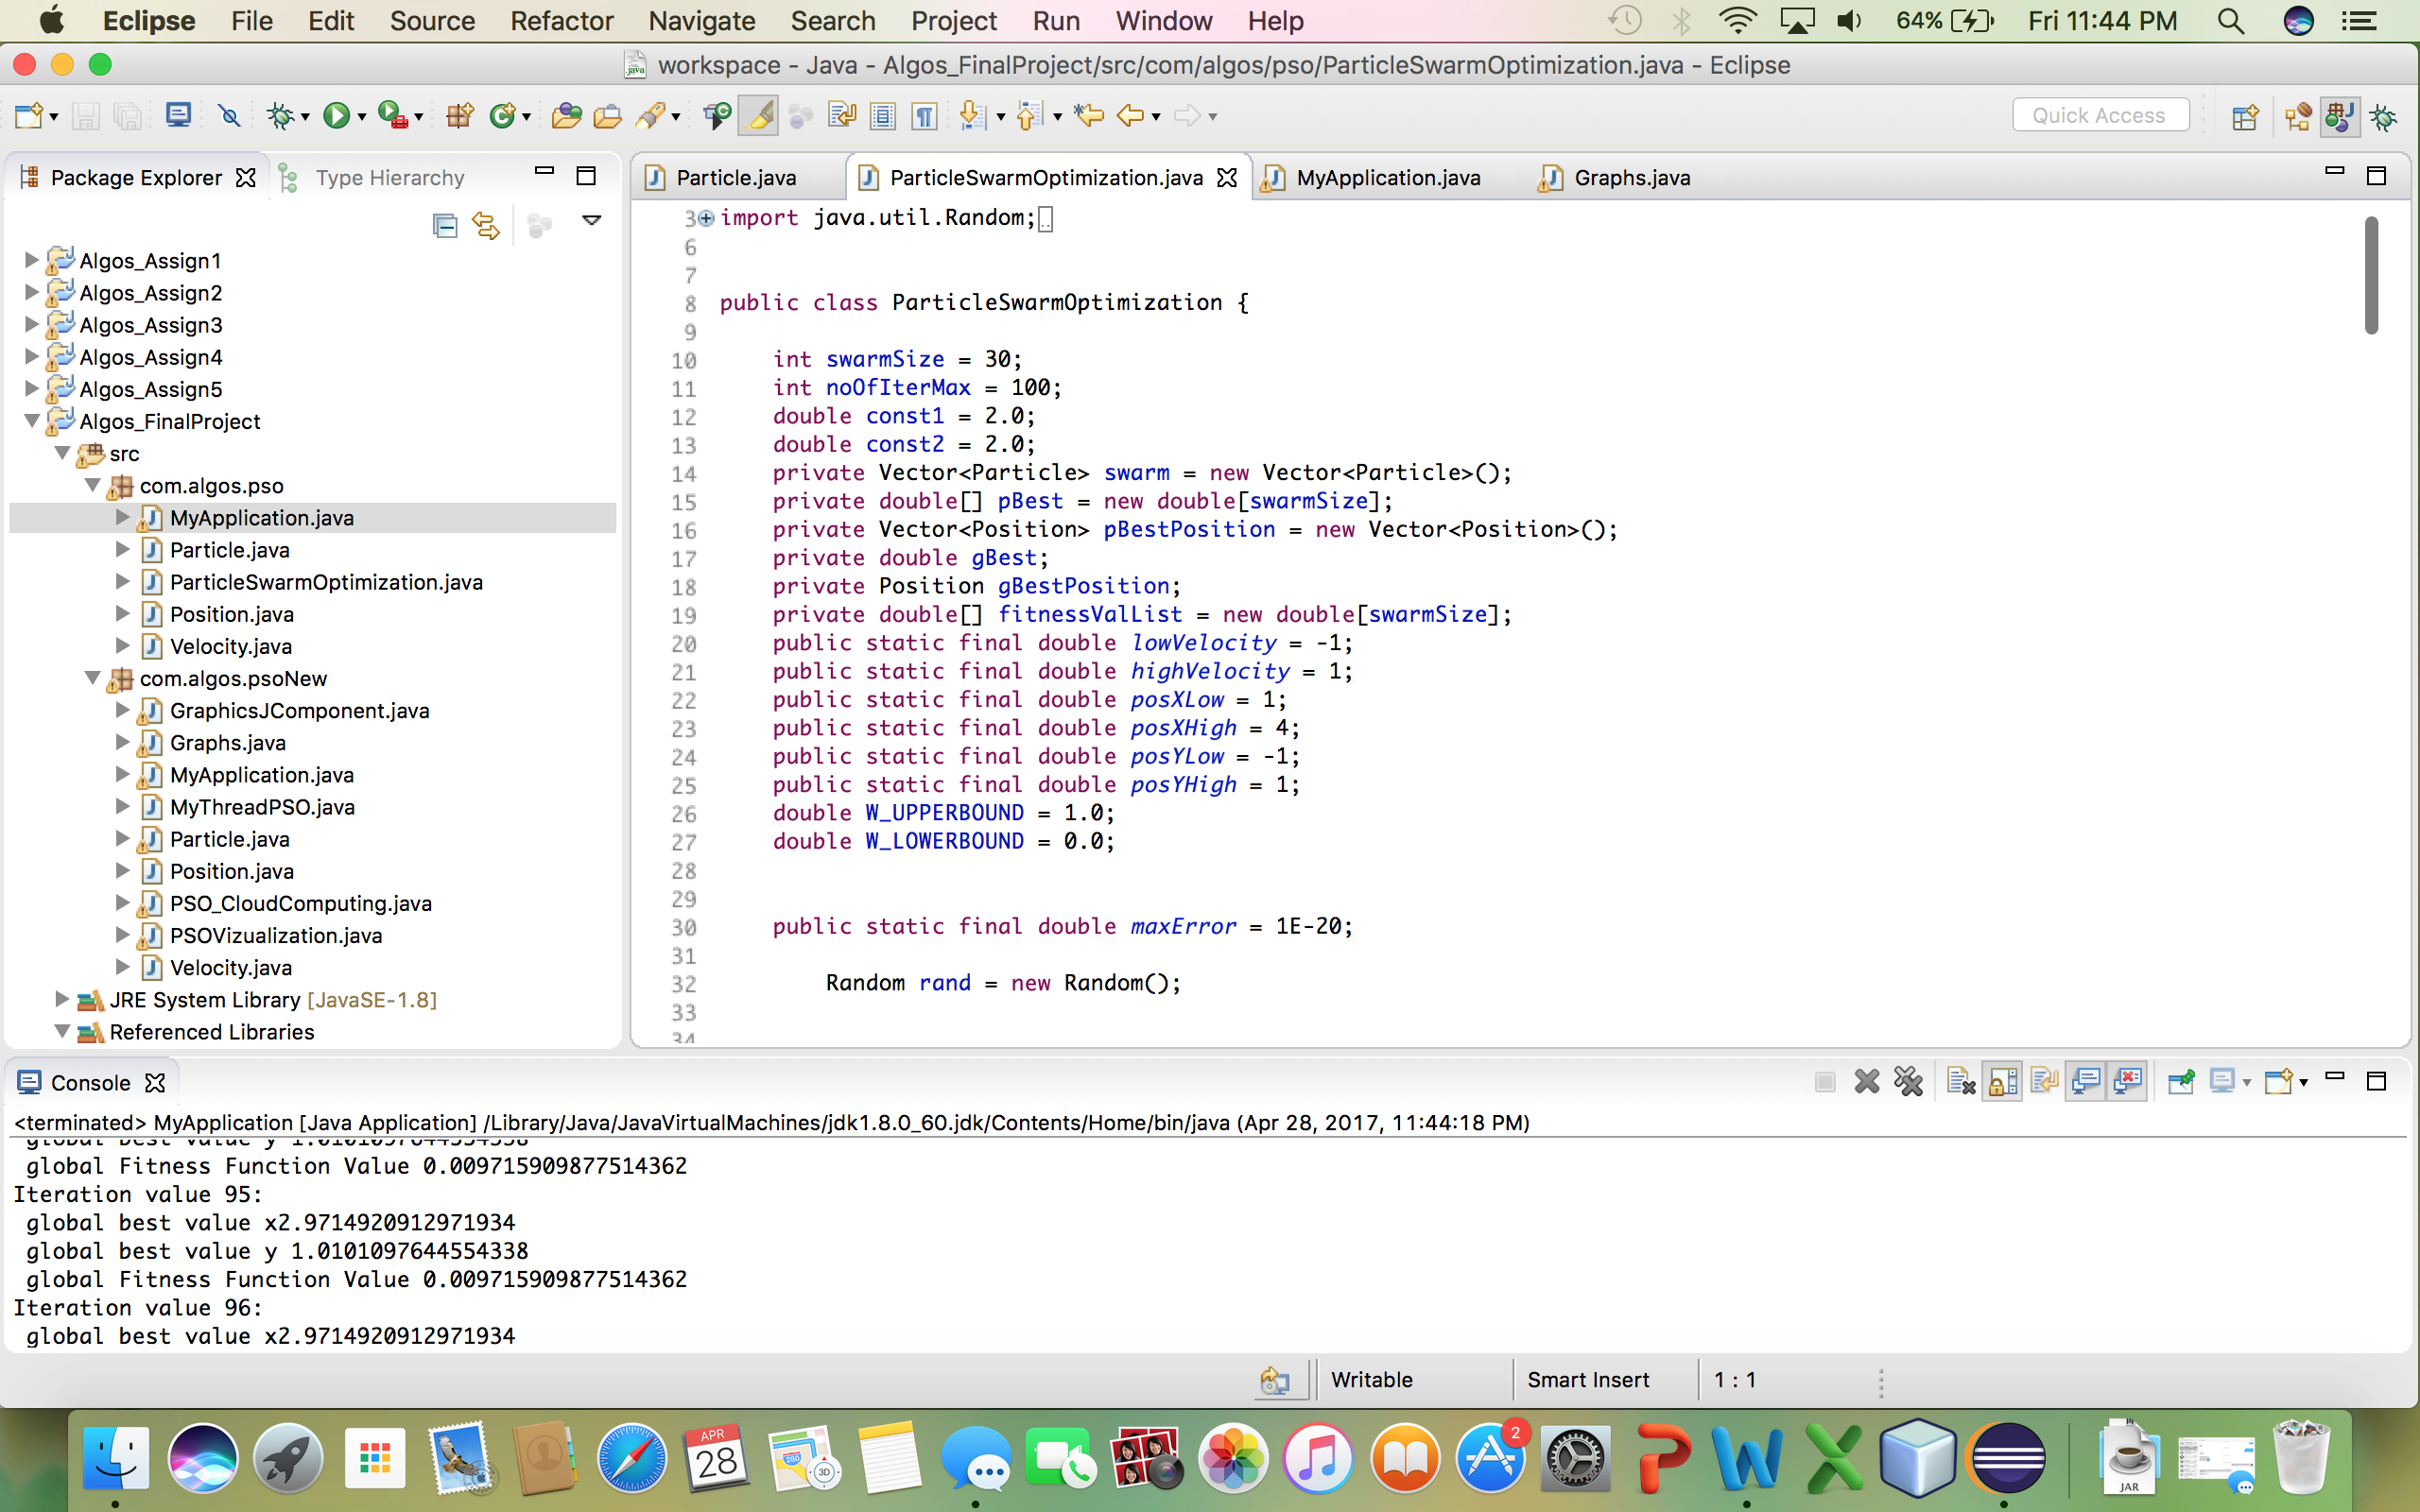 Eclipse File Edit Source Refactor Navigate Search Project Run Window Help 64% Fri 11:44 PM
workspace - Java - Algos_FinalProject/src/com/algos/pso/ParticleSwarmOptimization.java - Eclipse
Quick Access
Package Explorer Type Hierarchy
Algos_Assign1
Algos_Assign2
Algos_Assign3
Algos_Assign4
Algos_Assign5
Algos_FinalProject
src
com.algos.pso
MyApplication.java
Particle.java
ParticleSwarmOptimization.java
Position.java
Velocity.java
com.algos.psoNew
GraphicsJComponent.java
Graphs.java
MyApplication.java
MyThreadPSO.java
Particle.java
Position.java
PSO_CloudComputing.java
PSOVizualization.java
Velocity.java
JRE System Library [JavaSE-1.8]
Referenced Libraries
Particle.java ParticleSwarmOptimization.java MyApplication.java Graphs.java
3 import java.util.Random;
6
7
8 public class ParticleSwarmOptimization {
9
10 int swarmSize = 30;
11 int noOfIterMax = 100;
12 double const1 = 2.0;
13 double const2 = 2.0;
14 private Vector<Particle> swarm = new Vector<Particle>();
15 private double[] pBest = new double[swarmSize];
16 private Vector<Position> pBestPosition = new Vector<Position>();
17 private double gBest;
18 private Position gBestPosition;
19 private double[] fitnessValList = new double[swarmSize];
20 public static final double lowVelocity = -1;
21 public static final double highVelocity = 1;
22 public static final double posXLow = 1;
23 public static final double posXHigh = 4;
24 public static final double posYLow = -1;
25 public static final double posYHigh = 1;
26 double W_UPPERBOUND = 1.0;
27 double W_LOWERBOUND = 0.0;
28
29
30 public static final double maxError = 1E-20;
31
32 Random rand = new Random();
33
34
Console
<terminated> MyApplication [Java Application] /Library/Java/JavaVirtualMachines/jdk1.8.0_60.jdk/Contents/Home/bin/java (Apr 28, 2017, 11:44:18 PM)
global best value y 1.0101097644554338
global Fitness Function Value 0.009715909877514362
Iteration value 95:
global best value x2.9714920912971934
global best value y 1.0101097644554338
global Fitness Function Value 0.009715909877514362
Iteration value 96:
global best value x2.9714920912971934
Writable Smart Insert 1 : 1
APR
28
280
3D
2
JAR